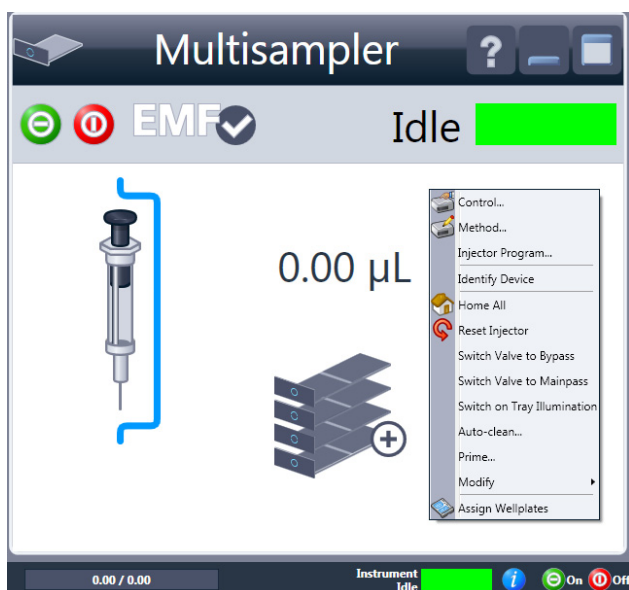 Multisampler ?
EMF Idle
0.00 µL
Control...
Method...
Injector Program...
Identify Device
Home All
Reset Injector
Switch Valve to Bypass
Switch Valve to Mainpass
Switch on Tray Illumination
Auto-clean...
Prime...
Modify
Assign Wellplates
0.00 / 0.00
Instrument
Idle
i
On
Off